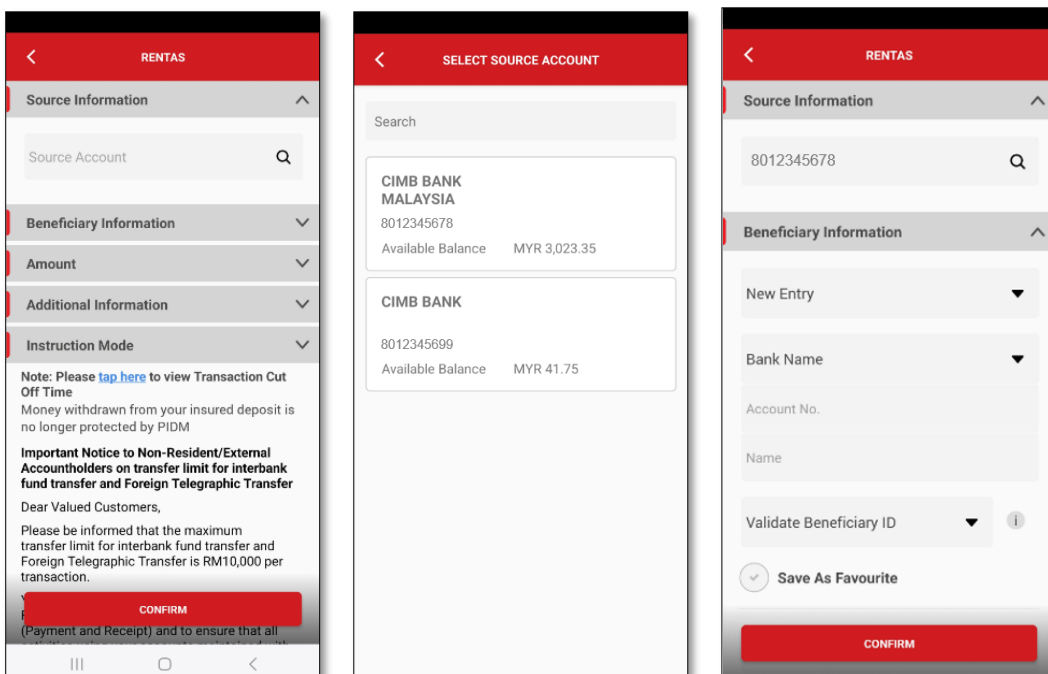 RENTAS
Source Information
Source Account
Beneficiary Information
Amount
Additional Information
Instruction Mode
Note: Please tap here to view Transaction Cut
Off Time
Money withdrawn from your insured deposit is
no longer protected by PIDM
Important Notice to Non-Resident/External
Accountholders on transfer limit for interbank
fund transfer and Foreign Telegraphic Transfer
Dear Valued Customers,
Please be informed that the maximum
transfer limit for interbank fund transfer and
Foreign Telegraphic Transfer is RM10,000 per
transaction.
CONFIRM
(Payment and Receipt) and to ensure that all
SELECT SOURCE ACCOUNT
Search
CIMB BANK
MALAYSIA
8012345678
Available Balance MYR 3,023.35
CIMB BANK
8012345699
Available Balance MYR 41.75
RENTAS
Source Information
8012345678
Beneficiary Information
New Entry
Bank Name
Account No.
Name
Validate Beneficiary ID
i
Save As Favourite
CONFIRM